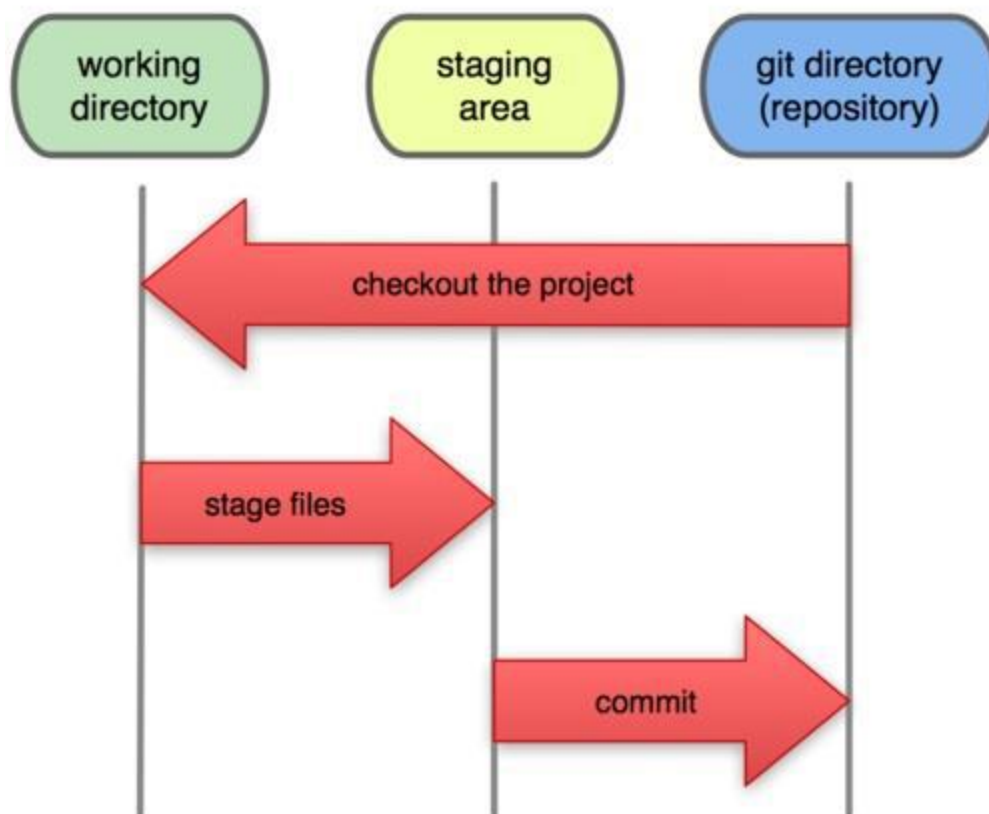 working
directory
staging
area
git directory
(repository)
checkout the project
stage files
commit